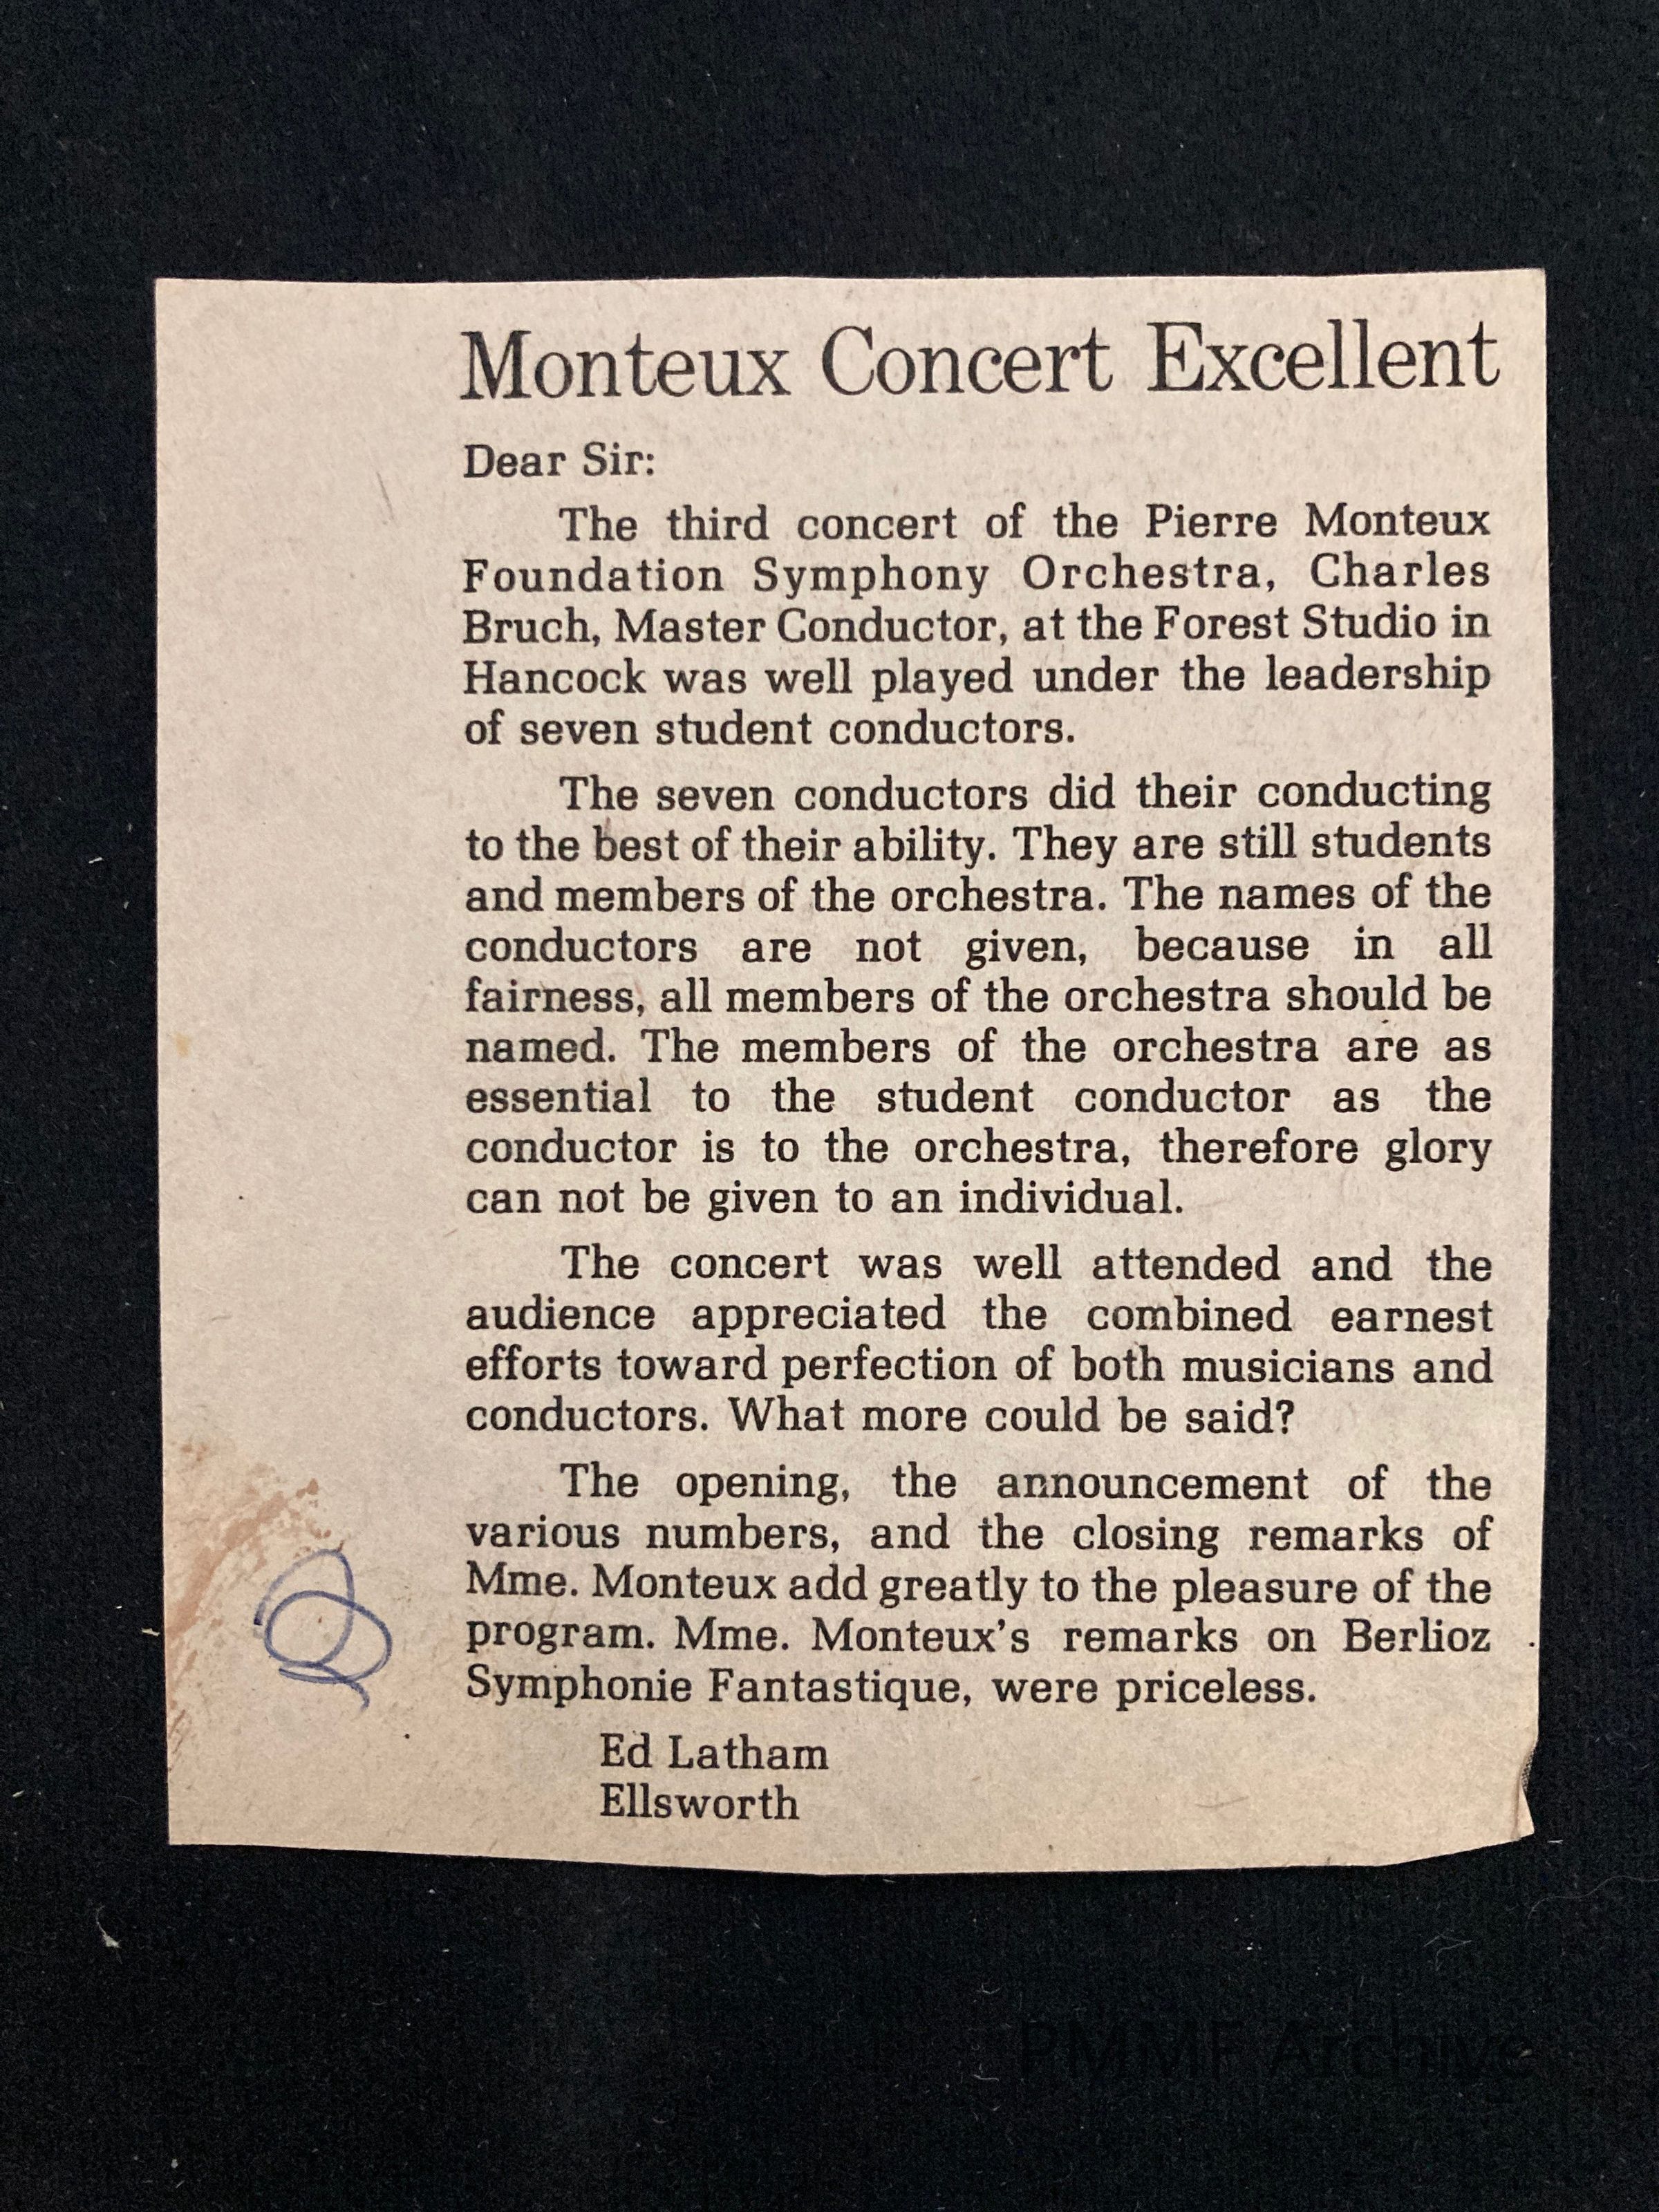 Monteux Concert Excellent
Dear Sir:
The third concert of the Pierre Monteux
Foundation Symphony Orchestra, Charles
Bruch, Master Conductor, at the Forest Studio in
Hancock was well played under the leadership
of seven student conductors.
The seven conductors did their conducting
to the best of their ability. They are still students
and members of the orchestra. The names of the
conductors are not given, because in all
fairness, all members of the orchestra should be
named. The members of the orchestra are as
essential to the student conductor as the
conductor is to the orchestra, therefore glory
can not be given to an individual.
The concert was well attended and the
audience appreciated the combined earnest
efforts toward perfection of both musicians and
conductors. What more could be said?
The opening, the announcement of the
various numbers, and the closing remarks of
Mme. Monteux add greatly to the pleasure of the
program. Mme. Monteux's remarks on Berlioz
Symphonie Fantastique, were priceless.
Ed Latham
Ellsworth
PMMF Archive